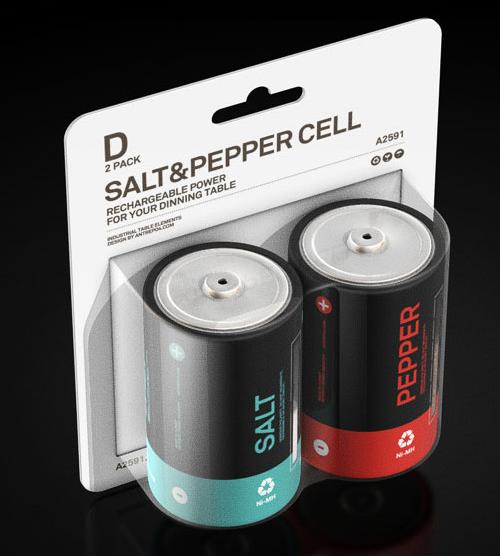 D
2 PACK
SALT&PEPPER CELL
A2591
RECHARGEABLE POWER
FOR YOUR DINNING TABLE
INDUSTRIAL TABLE ELEMENTS
DESIGN BY ANTREPO4.COM
SALT
Ni-MH
PEPPER
Ni-MH
A2591